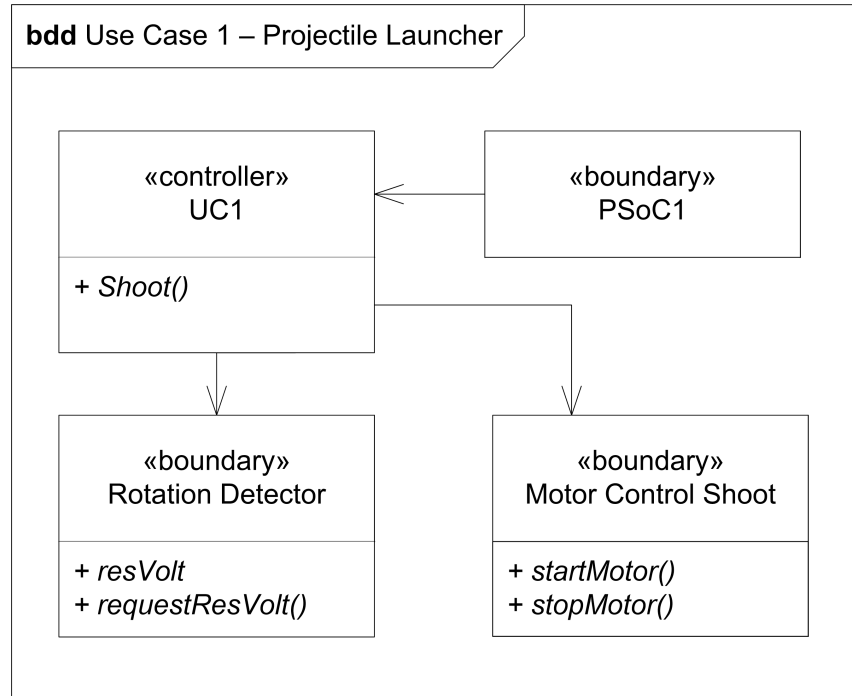 bdd Use Case 1 – Projectile Launcher
«controller»
UC1
+ Shoot()
«boundary»
PSoC1
«boundary»
Rotation Detector
+ resVolt
+ requestResVolt()
«boundary»
Motor Control Shoot
+ startMotor()
+ stopMotor()